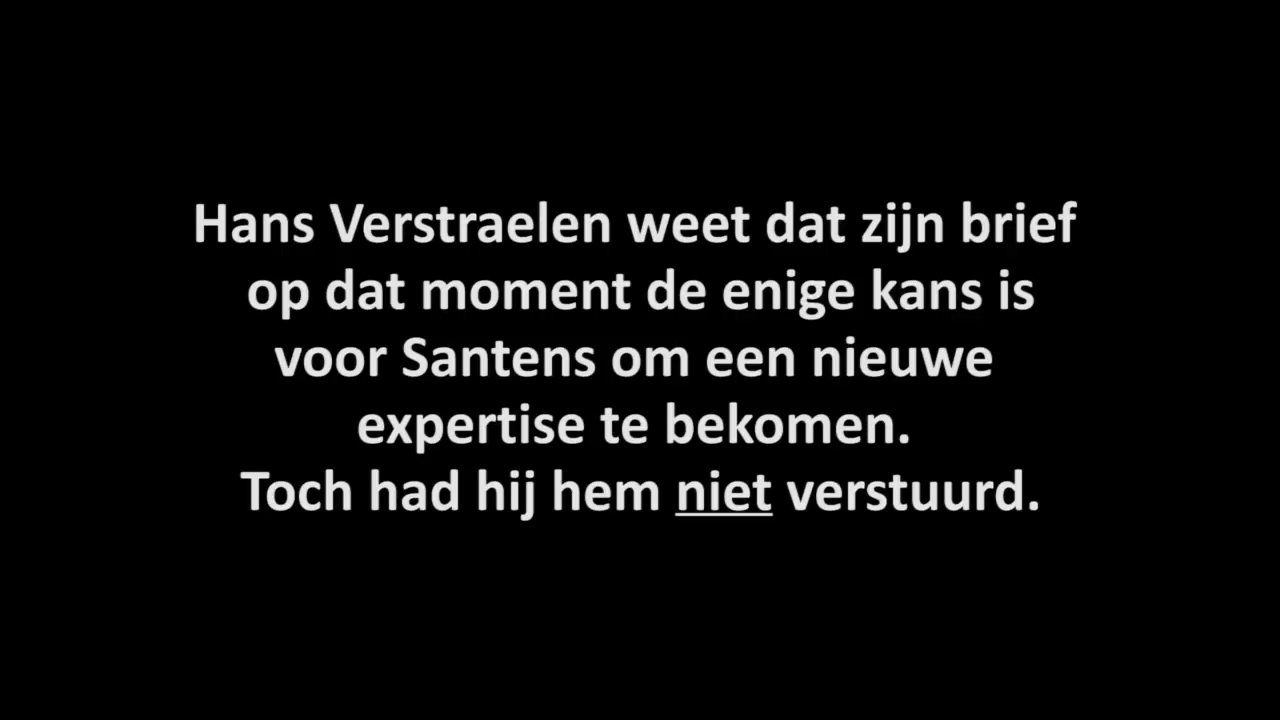 Hans Verstraelen weet dat zijn brief
op dat moment de enige kans is
voor Santens om een nieuwe
expertise te bekomen.
Toch had hij hem niet verstuurd.